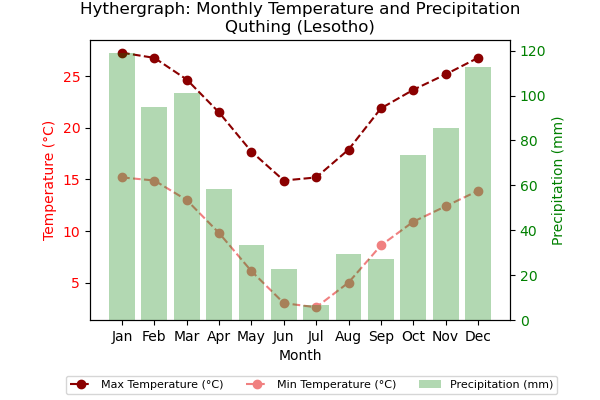 Hythergraph: Monthly Temperature and Precipitation
Quthing (Lesotho)
Temperature (°C)
25
20
15
10
5
120
100
80
60
40
20
0
Precipitation (mm)
Jan Feb Mar Apr May Jun Jul Aug Sep Oct Nov Dec
Month
Max Temperature (°C) Min Temperature (°C) Precipitation (mm)